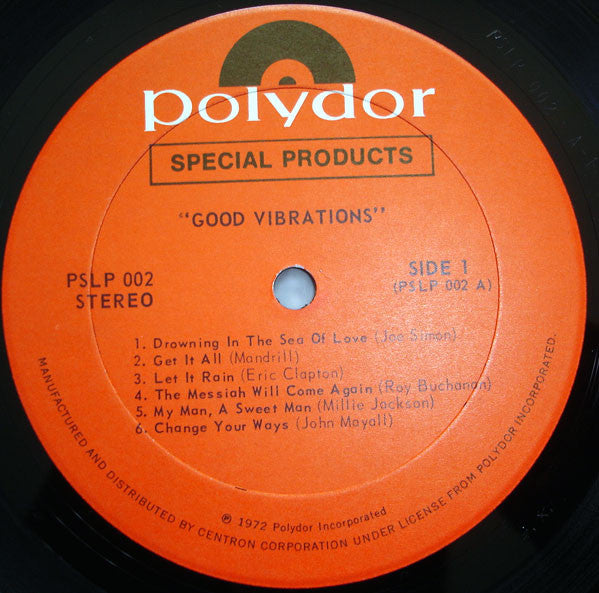 polydor
SPECIAL PRODUCTS
"GOOD VIBRATIONS"
PSLP 002
STEREO
SIDE 1
(PSLP 002 A)
1. Drowning In The Sea Of Love (Joe Simon)
2. Get It All (Mandrill)
3. Let It Rain (Eric Clapton)
4. The Messiah Will Come Again (Roy Buchanan)
5. My Man, A Sweet Man (Millie Jackson)
6. Change Your Ways (John Mayall)
℗ 1972 Polydor Incorporated
MANUFACTURED AND DISTRIBUTED BY CENTRON CORPORATION UNDER LICENSE FROM POLYDOR INCORPORATED.
PSLP 002 A